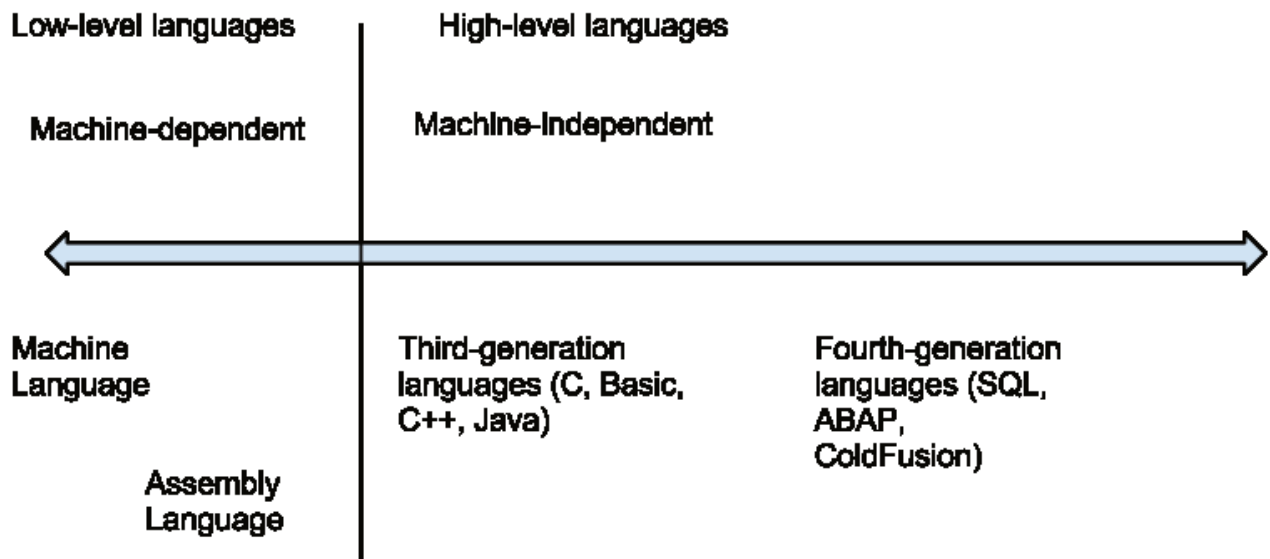 Low-level languages
High-level languages
Machine-dependent
Machine-independent
Machine
Language
Assembly
Language
Third-generation
languages (C, Basic,
C++, Java)
Fourth-generation
languages (SQL,
ABAP,
ColdFusion)